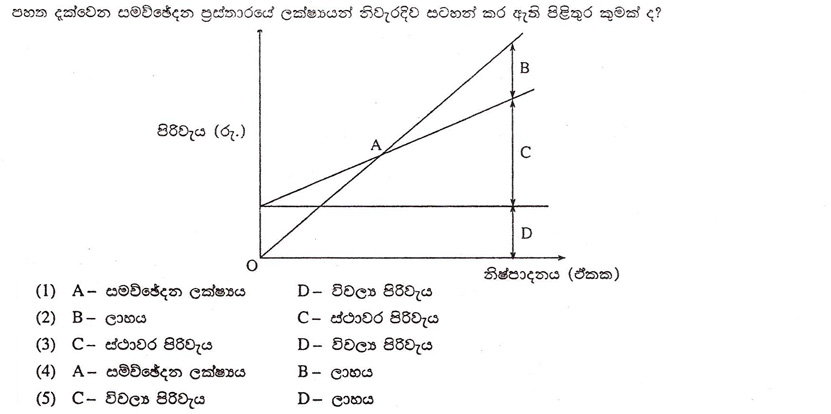 පහත දැක්වෙන සමච්ඡේදන ප්‍රස්තාරයේ ලක්ෂ්‍යයන් නිවැරදිව සටහන් කර ඇති පිළිතුර කුමක් ද?
B
පිරිවැය (රු.)
A
C
D
O
නිෂ්පාදනය (ඒකක)
(1) A – සමච්ඡේදන ලක්ෂ්‍යය D – විචල්‍ය පිරිවැය
(2) B – ලාභය C – ස්ථාවර පිරිවැය
(3) C – ස්ථාවර පිරිවැය D – විචල්‍ය පිරිවැය
(4) A – සමච්ඡේදන ලක්ෂ්‍යය B – ලාභය
(5) C – විචල්‍ය පිරිවැය D – ලාභය